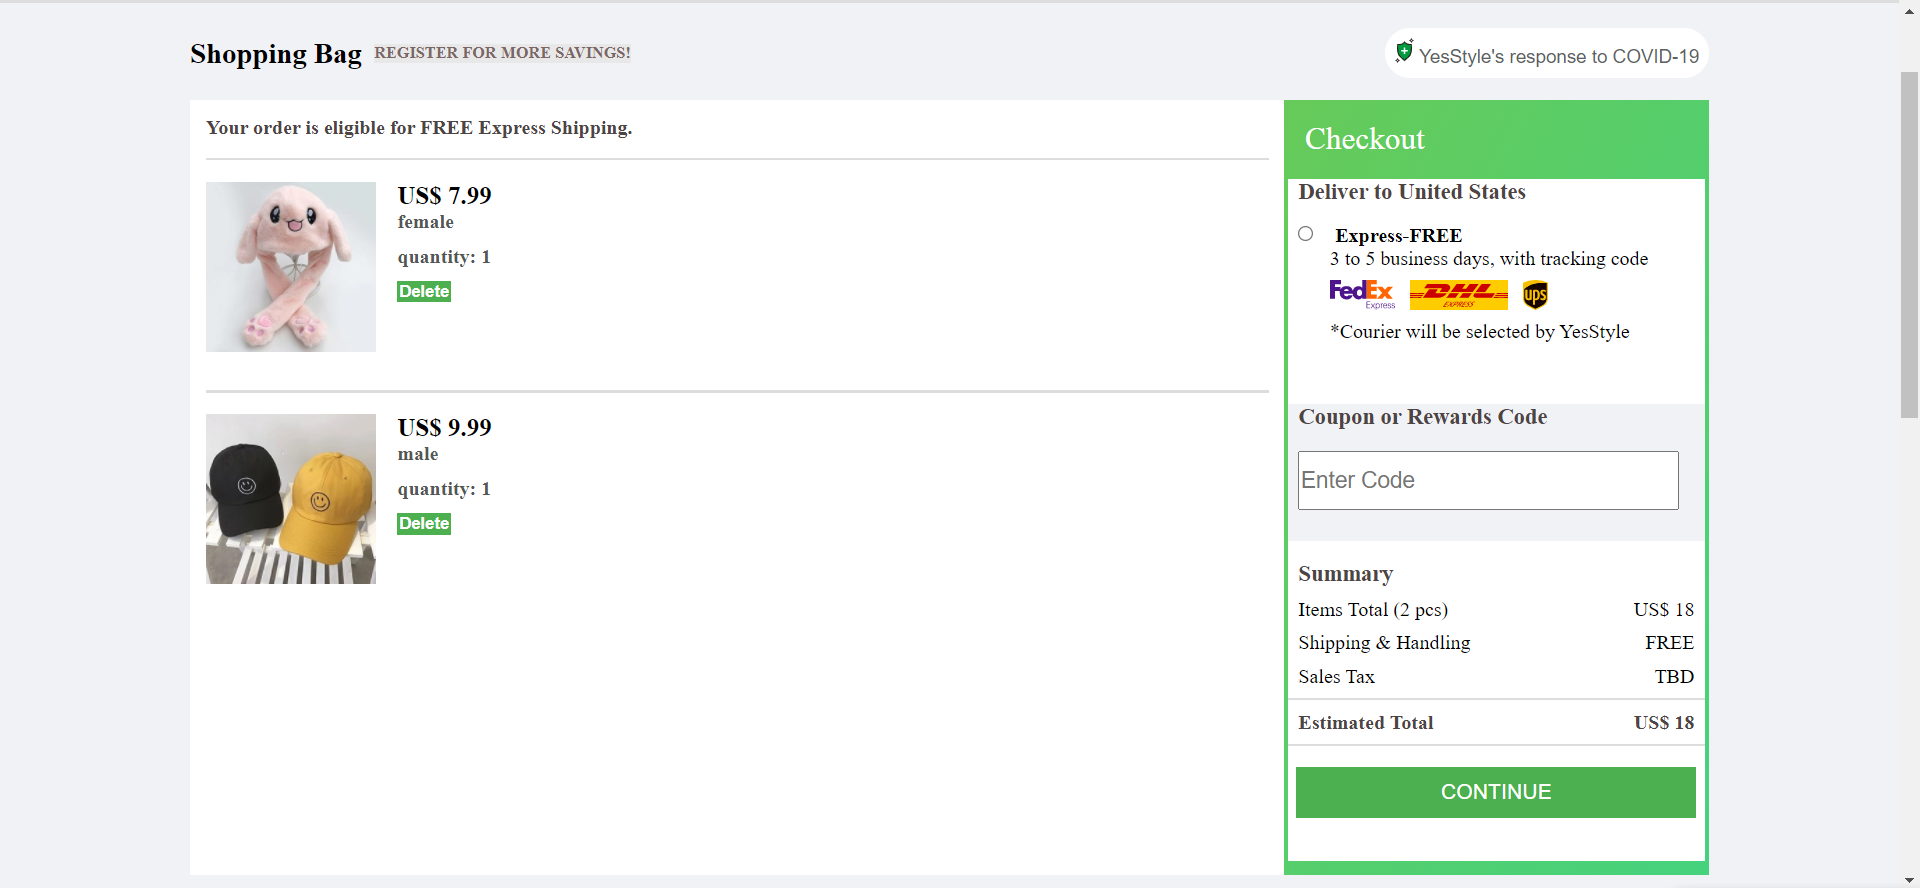 Shopping Bag REGISTER FOR MORE SAVINGS!
YesStyle's response to COVID-19
Your order is eligible for FREE Express Shipping.
US$ 7.99
female
quantity: 1
Delete
US$ 9.99
male
quantity: 1
Delete
Checkout
Deliver to United States
Express-FREE
3 to 5 business days, with tracking code
FedEx Express DHL EXPRESS ups
*Courier will be selected by YesStyle
Coupon or Rewards Code
Enter Code
Summary
Items Total (2 pcs) US$ 18
Shipping & Handling FREE
Sales Tax TBD
Estimated Total US$ 18
CONTINUE